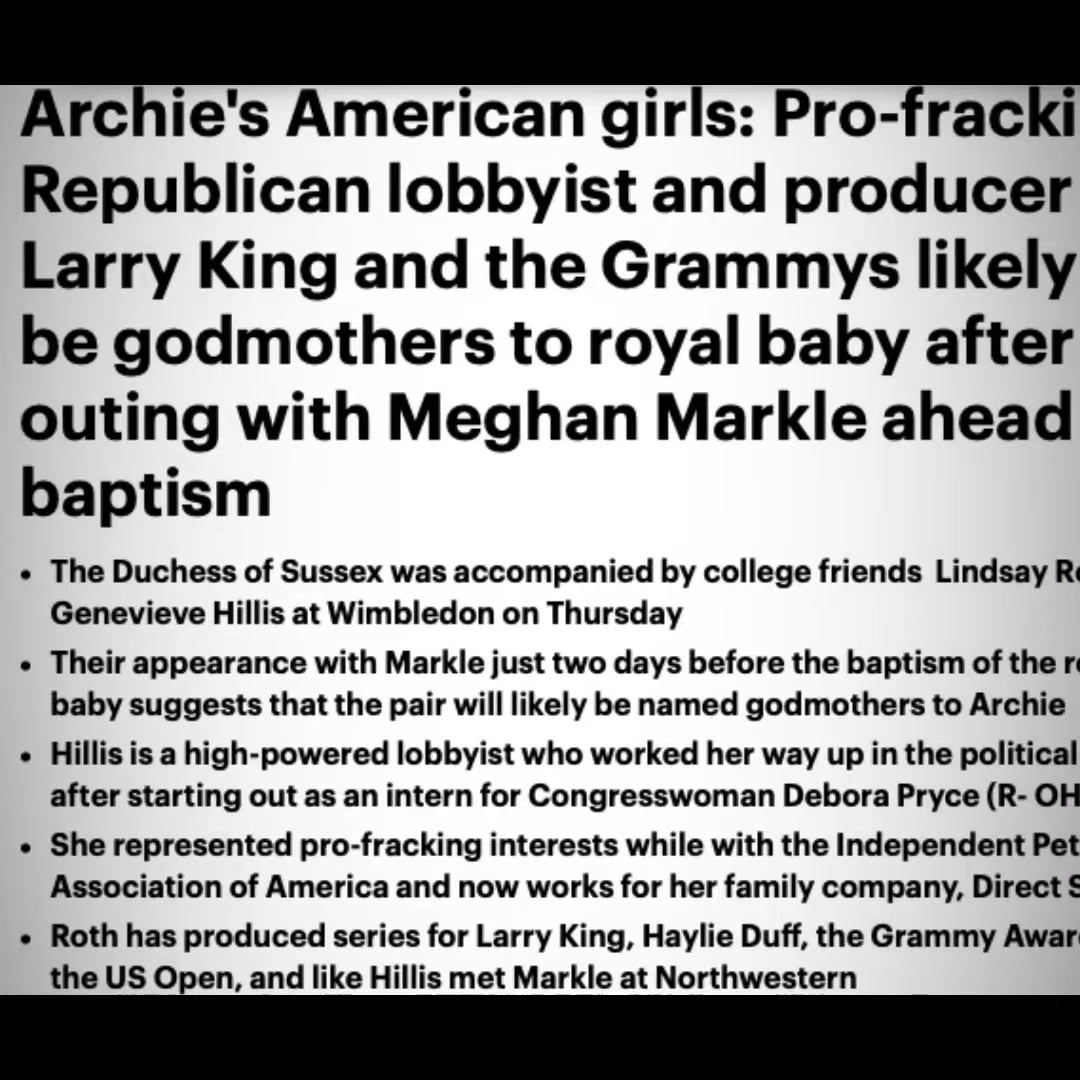 Archie's American girls: Pro-fracki
Republican lobbyist and producer
Larry King and the Grammys likely
be godmothers to royal baby after
outing with Meghan Markle ahead
baptism
• The Duchess of Sussex was accompanied by college friends Lindsay Ro
Genevieve Hillis at Wimbledon on Thursday
• Their appearance with Markle just two days before the baptism of the ro
baby suggests that the pair will likely be named godmothers to Archie
• Hillis is a high-powered lobbyist who worked her way up in the political
after starting out as an intern for Congresswoman Debora Pryce (R- OH
• She represented pro-fracking interests while with the Independent Pet
Association of America and now works for her family company, Direct S
• Roth has produced series for Larry King, Haylie Duff, the Grammy Awar
the US Open, and like Hillis met Markle at Northwestern